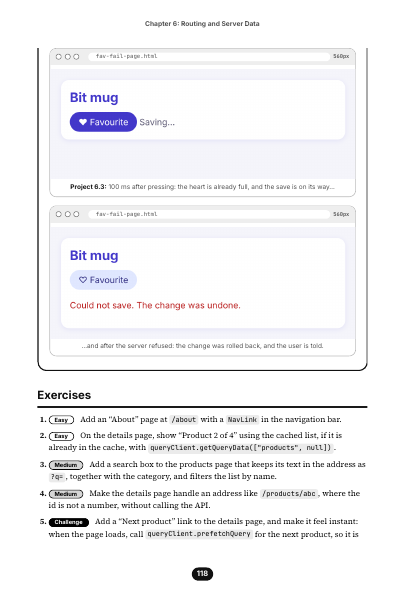 Chapter 6: Routing and Server Data
fav-fail-page.html
560px
Bit mug
♥ Favourite Saving...
Project 6.3: 100 ms after pressing: the heart is already full, and the save is on its way...
fav-fail-page.html
560px
Bit mug
♡ Favourite
Could not save. The change was undone.
...and after the server refused: the change was rolled back, and the user is told.
Exercises
1. Easy Add an “About” page at /about with a NavLink in the navigation bar.
2. Easy On the details page, show “Product 2 of 4” using the cached list, if it is
already in the cache, with queryClient.getQueryData(["products", null]).
3. Medium Add a search box to the products page that keeps its text in the address as
?q=, together with the category, and filters the list by name.
4. Medium Make the details page handle an address like /products/abc, where the
id is not a number, without calling the API.
5. Challenge Add a “Next product” link to the details page, and make it feel instant:
when the page loads, call queryClient.prefetchQuery for the next product, so it is
118